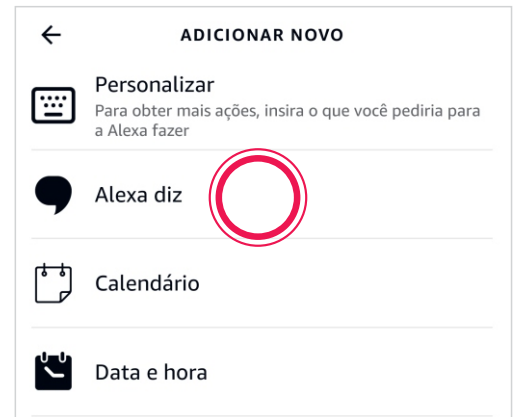 ADICIONAR NOVO
Personalizar
Para obter mais ações, insira o que você pediria para
a Alexa fazer
Alexa diz
Calendário
Data e hora